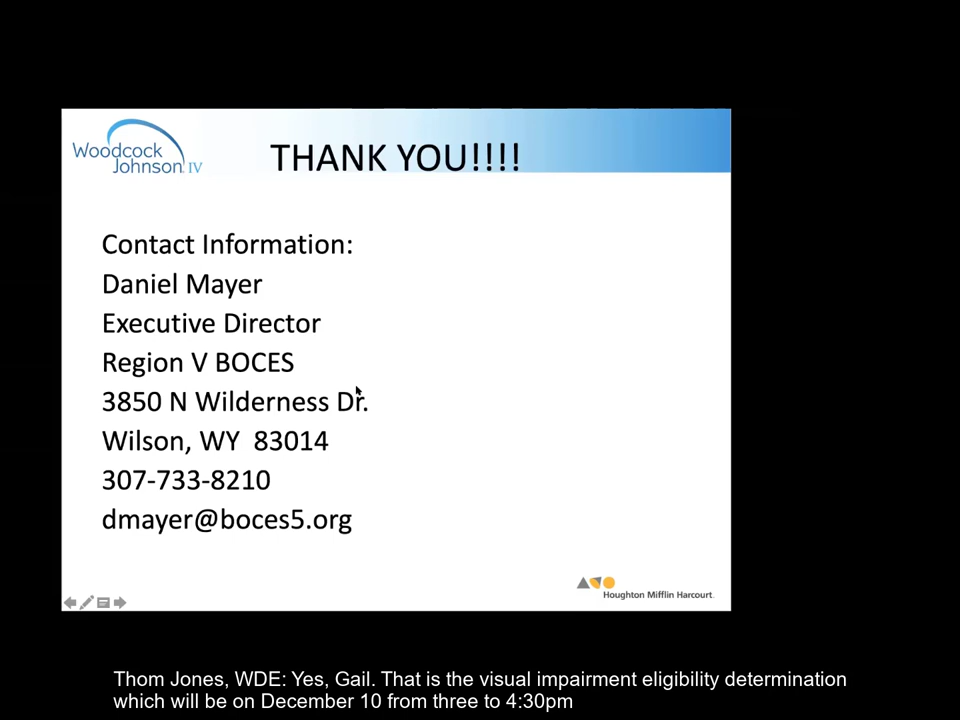 Woodcock
Johnson IV
THANK YOU!!!!
Contact Information:
Daniel Mayer
Executive Director
Region V BOCES
3850 N Wilderness Dr.
Wilson, WY  83014
307-733-8210
dmayer@boces5.org
Houghton Mifflin Harcourt
Thom Jones, WDE: Yes, Gail. That is the visual impairment eligibility determination
which will be on December 10 from three to 4:30pm